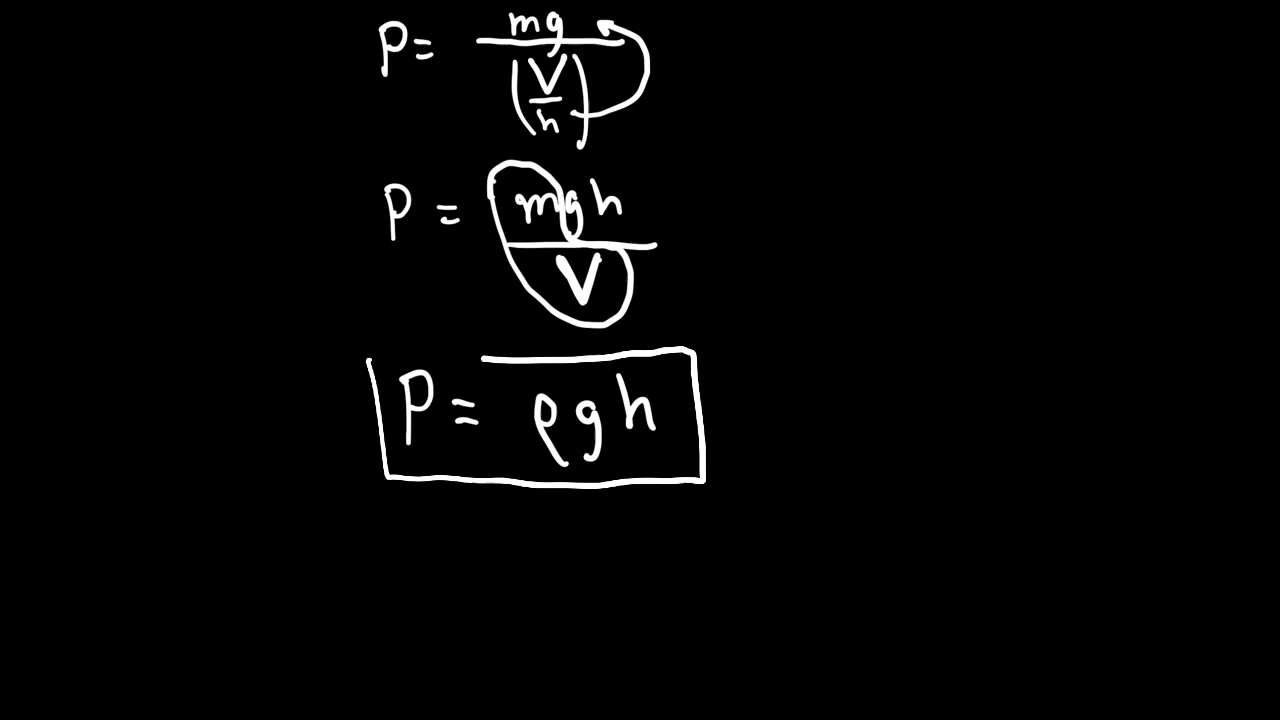 P = mg / (V/h)
P = mgh / V
P = ρgh